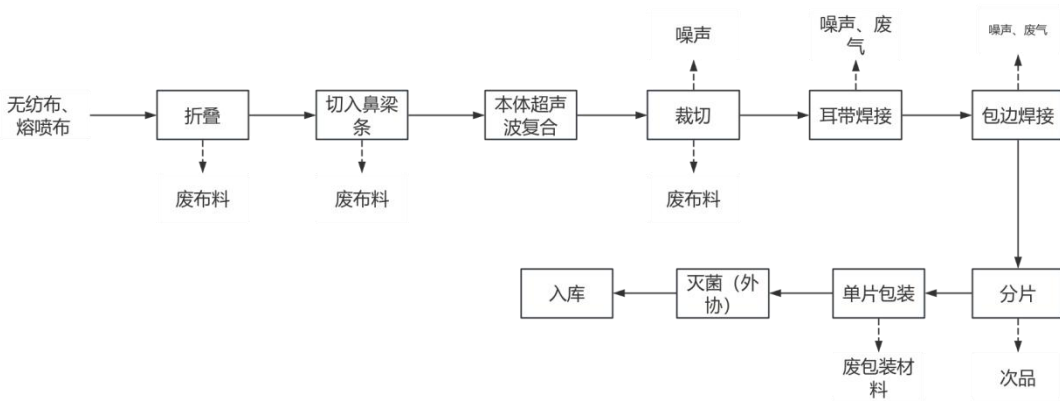 噪声
噪声、废
气
噪声、废气
无纺布、
熔喷布
折叠
切入鼻梁
条
本体超声
波复合
裁切
耳带焊接
包边焊接
废布料
废布料
废布料
入库
灭菌（外
协）
单片包装
分片
废包装材
料
次品